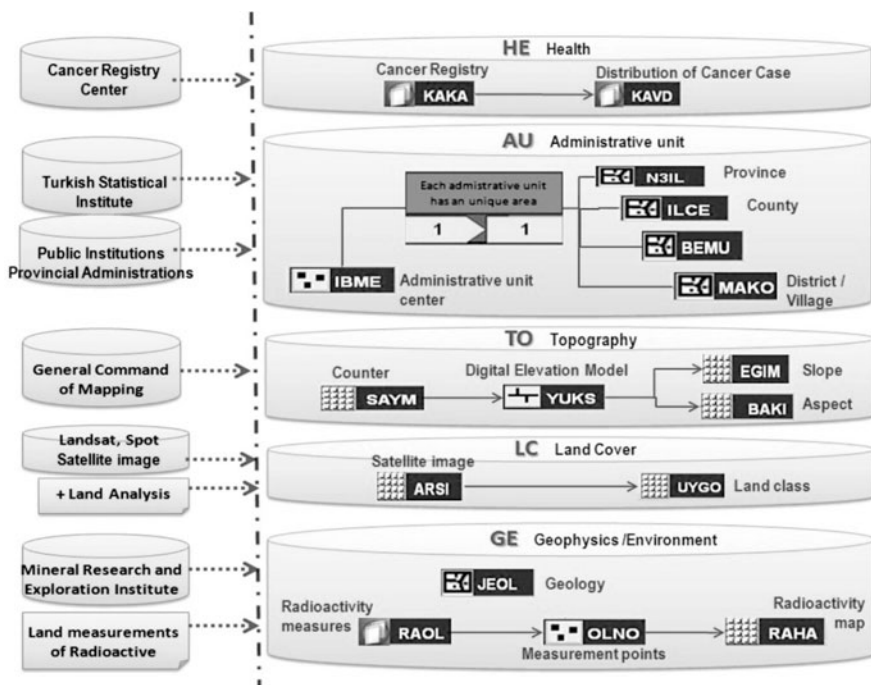 Cancer Registry
Center
Turkish Statistical
Institute
Public Institutions
Provincial Administrations
General Command
of Mapping
Landsat, Spot
Satellite image
+ Land Analysis
Mineral Research and
Exploration Institute
Land measurements
of Radioactive
HE Health
Cancer Registry
KAKA
Distribution of Cancer Case
KAVD
AU Administrative unit
Each admistrative unit
has an unique area
1 1
IBME
Administrative unit
center
N3IL Province
ILCE County
BEMU
MAKO District /
Village
TO Topography
Counter
SAYM
Digital Elevation Model
YUKS
EGIM Slope
BAKI Aspect
LC Land Cover
Satellite image
ARSI
UYGO Land class
GE Geophysics /Environment
JEOL Geology
Radioactivity
measures
RAOL
OLNO
Measurement points
Radioactivity
map
RAHA